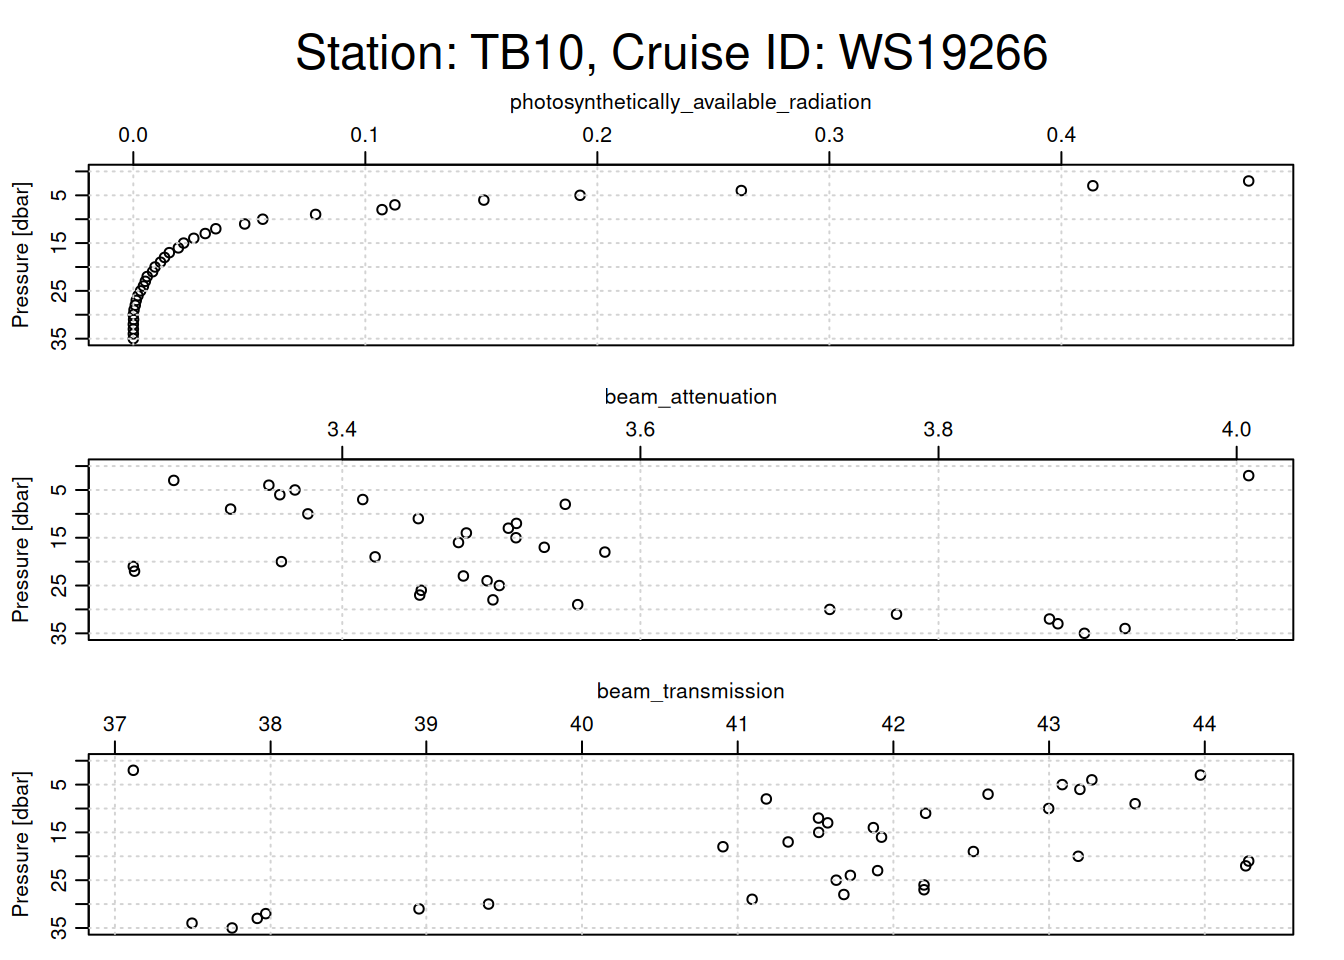 Station: TB10, Cruise ID: WS19266
photosynthetically_available_radiation
0.0 0.1 0.2 0.3 0.4
Pressure [dbar]
5
15
25
35
beam_attenuation
3.4 3.6 3.8 4.0
Pressure [dbar]
5
15
25
35
beam_transmission
37 38 39 40 41 42 43 44
Pressure [dbar]
5
15
25
35